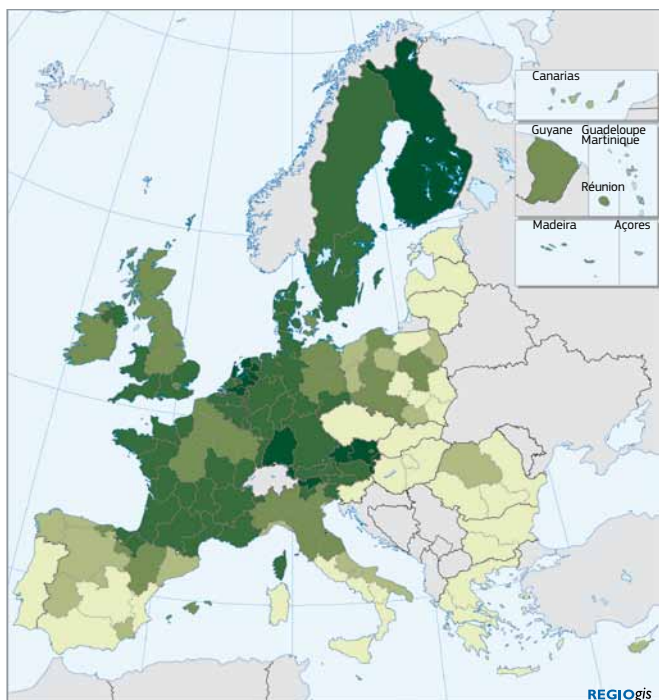 Canarias
Guyane
Guadeloupe
Martinique
Réunion
Madeira
Açores
REGIOgis